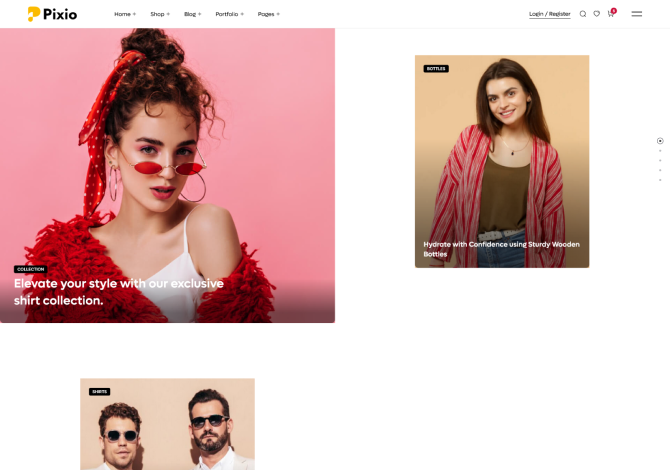 Pixio
Home + Shop + Blog + Portfolio + Pages +
Login / Register
BOTTLES
Hydrate with Confidence using Sturdy Wooden
Bottles
COLLECTION
Elevate your style with our exclusive
shirt collection.
SHIRTS